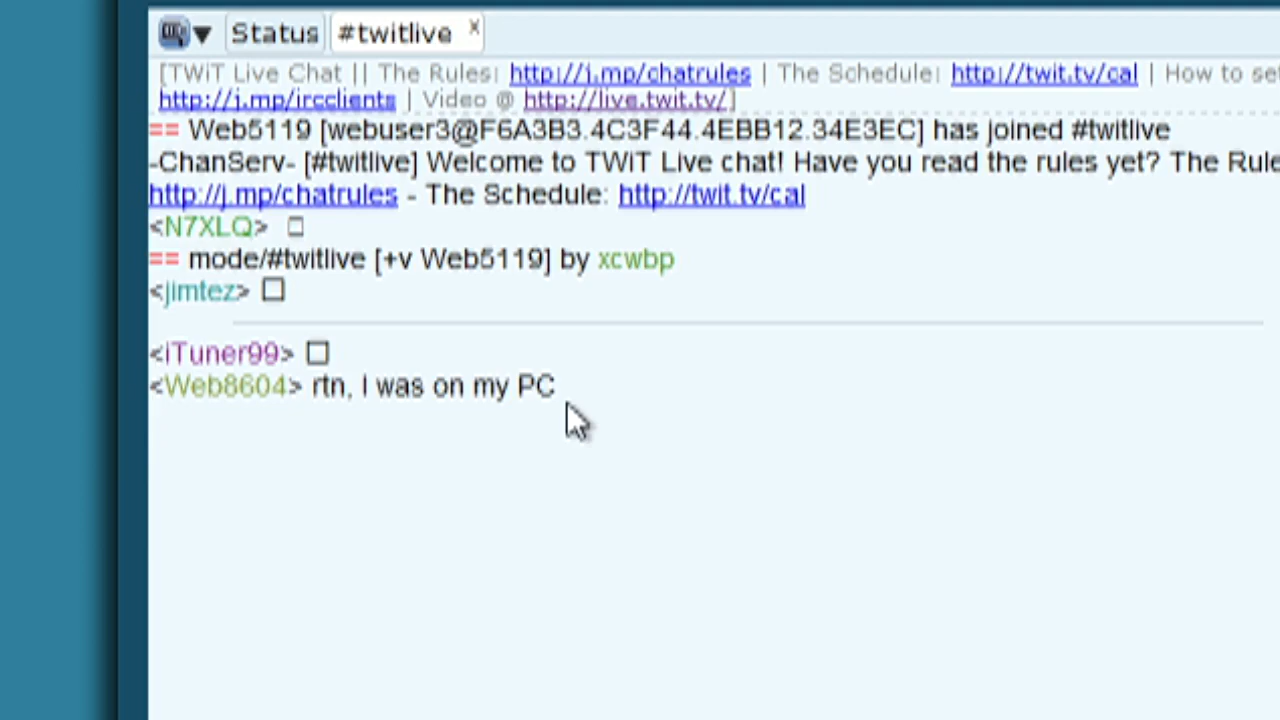 Status #twitlive x
[TWiT Live Chat || The Rules: http://j.mp/chatrules | The Schedule: http://twit.tv/cal | How to set
http://j.mp/ircclients | Video @ http://live.twit.tv/]
== Web5119 [webuser3@F6A3B3.4C3F44.4EBB12.34E3EC] has joined #twitlive
-ChanServ- [#twitlive] Welcome to TWiT Live chat! Have you read the rules yet? The Rule
http://j.mp/chatrules - The Schedule: http://twit.tv/cal
<N7XLQ> □
== mode/#twitlive [+v Web5119] by xcwbp
<jimtez> □
<iTuner99> □
<Web8604> rtn, I was on my PC